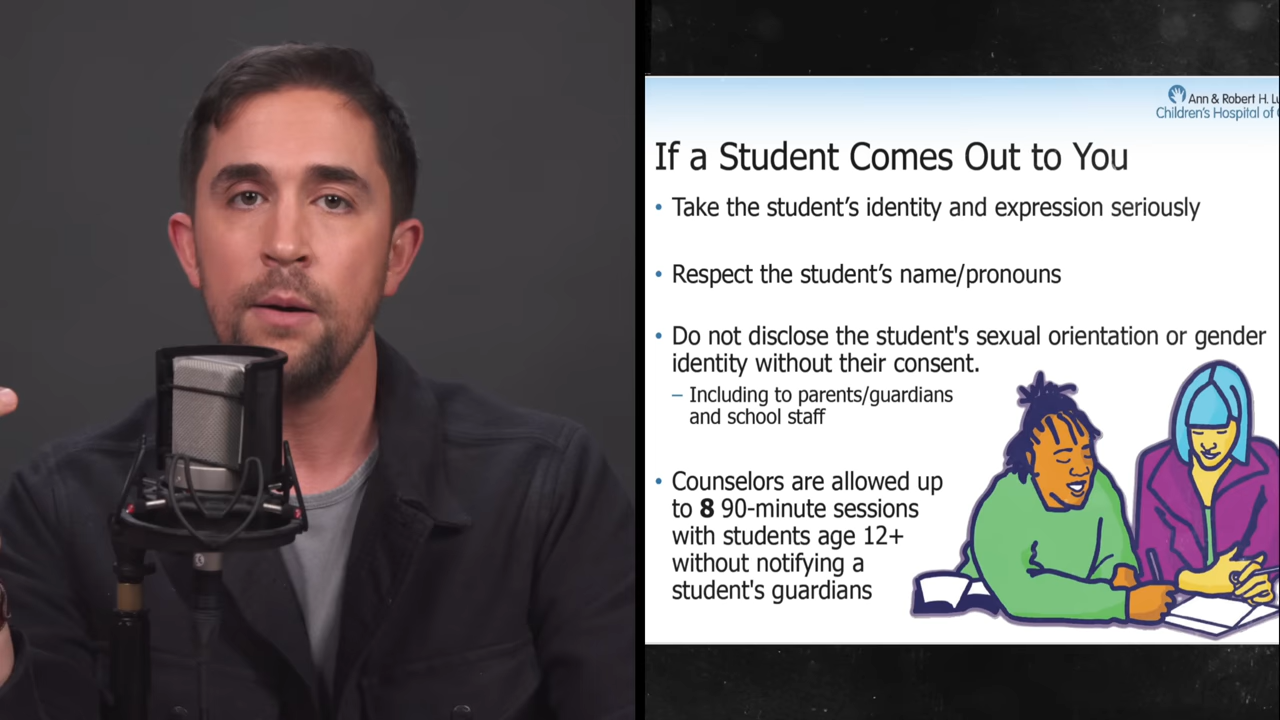 Ann & Robert H. Lu
Children's Hospital of
If a Student Comes Out to You
• Take the student's identity and expression seriously
• Respect the student's name/pronouns
• Do not disclose the student's sexual orientation or gender
identity without their consent.
– Including to parents/guardians
and school staff
• Counselors are allowed up
to 8 90-minute sessions
with students age 12+
without notifying a
student's guardians